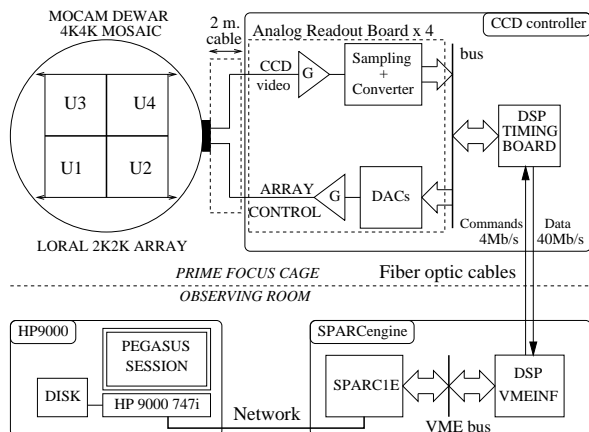 MOCAM DEWAR
4K4K MOSAIC
2 m.
cable
CCD controller
Analog Readout Board x 4
bus
CCD
video
G
Sampling
+
Converter
U3
U4
U1
U2
DSP
TIMING
BOARD
ARRAY
CONTROL
G
DACs
LORAL 2K2K ARRAY
Commands
4Mb/s
Data
40Mb/s
PRIME FOCUS CAGE
Fiber optic cables
OBSERVING ROOM
HP9000
SPARCengine
PEGASUS
SESSION
DISK
HP 9000 747i
Network
SPARC1E
VME bus
DSP
VMEINF